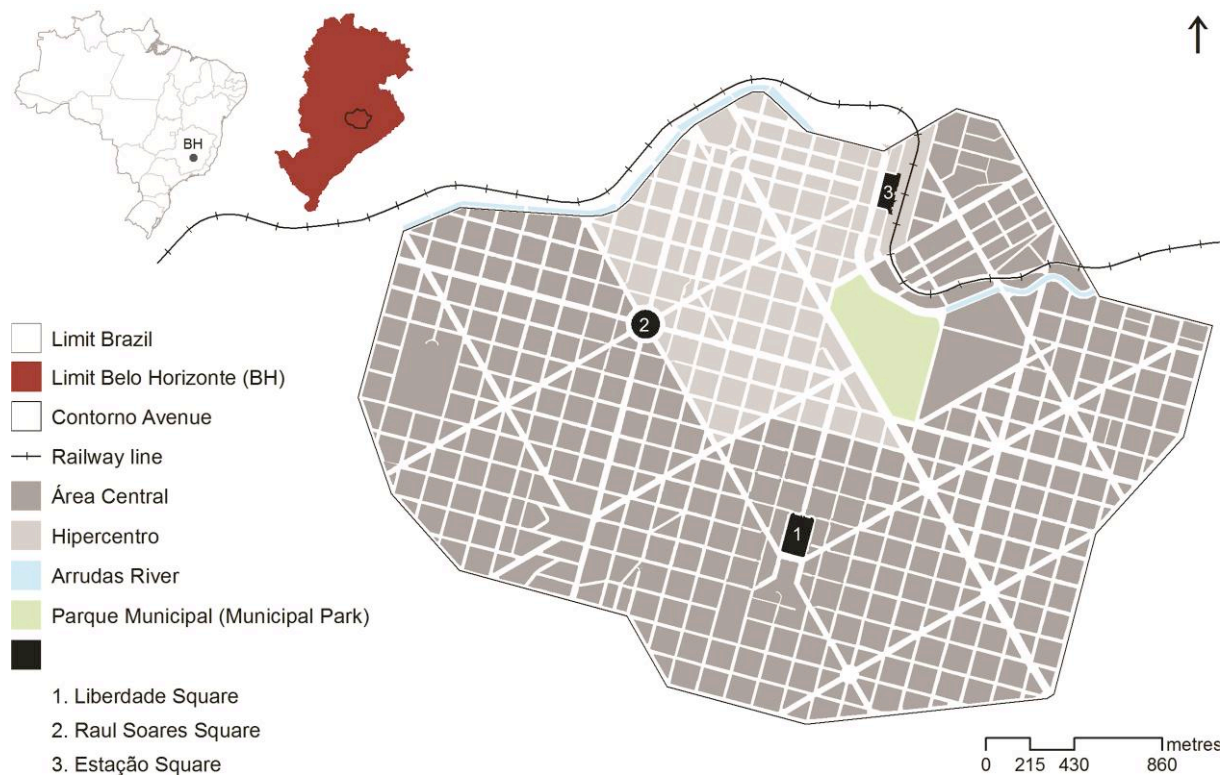 BH
Limit Brazil
Limit Belo Horizonte (BH)
Contorno Avenue
Railway line
Área Central
Hipercentro
Arrudas River
Parque Municipal (Municipal Park)
1. Liberdade Square
2. Raul Soares Square
3. Estação Square
3
2
1
metres
0 215 430 860